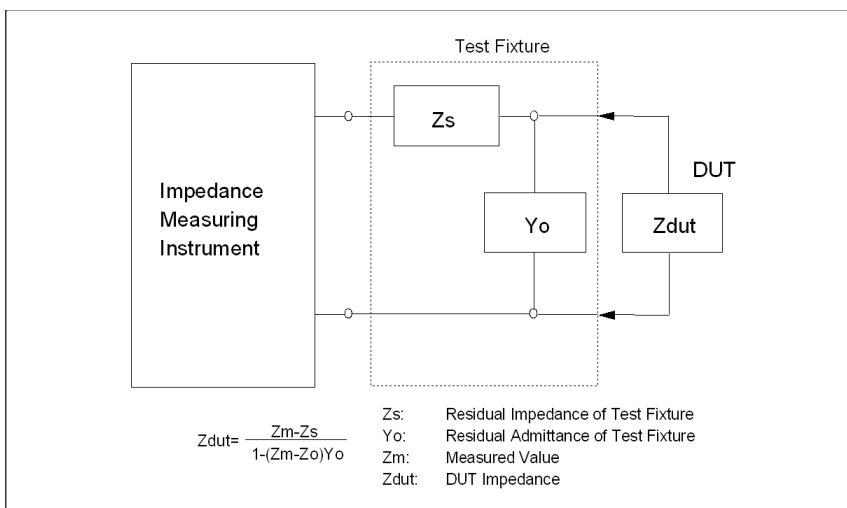 Test Fixture
Zs
DUT
Impedance
Measuring
Instrument
Yo
Zdut
Zdut= Zm-Zs
1-(Zm-Zo)Yo
Zs: Residual Impedance of Test Fixture
Yo: Residual Admittance of Test Fixture
Zm: Measured Value
Zdut: DUT Impedance